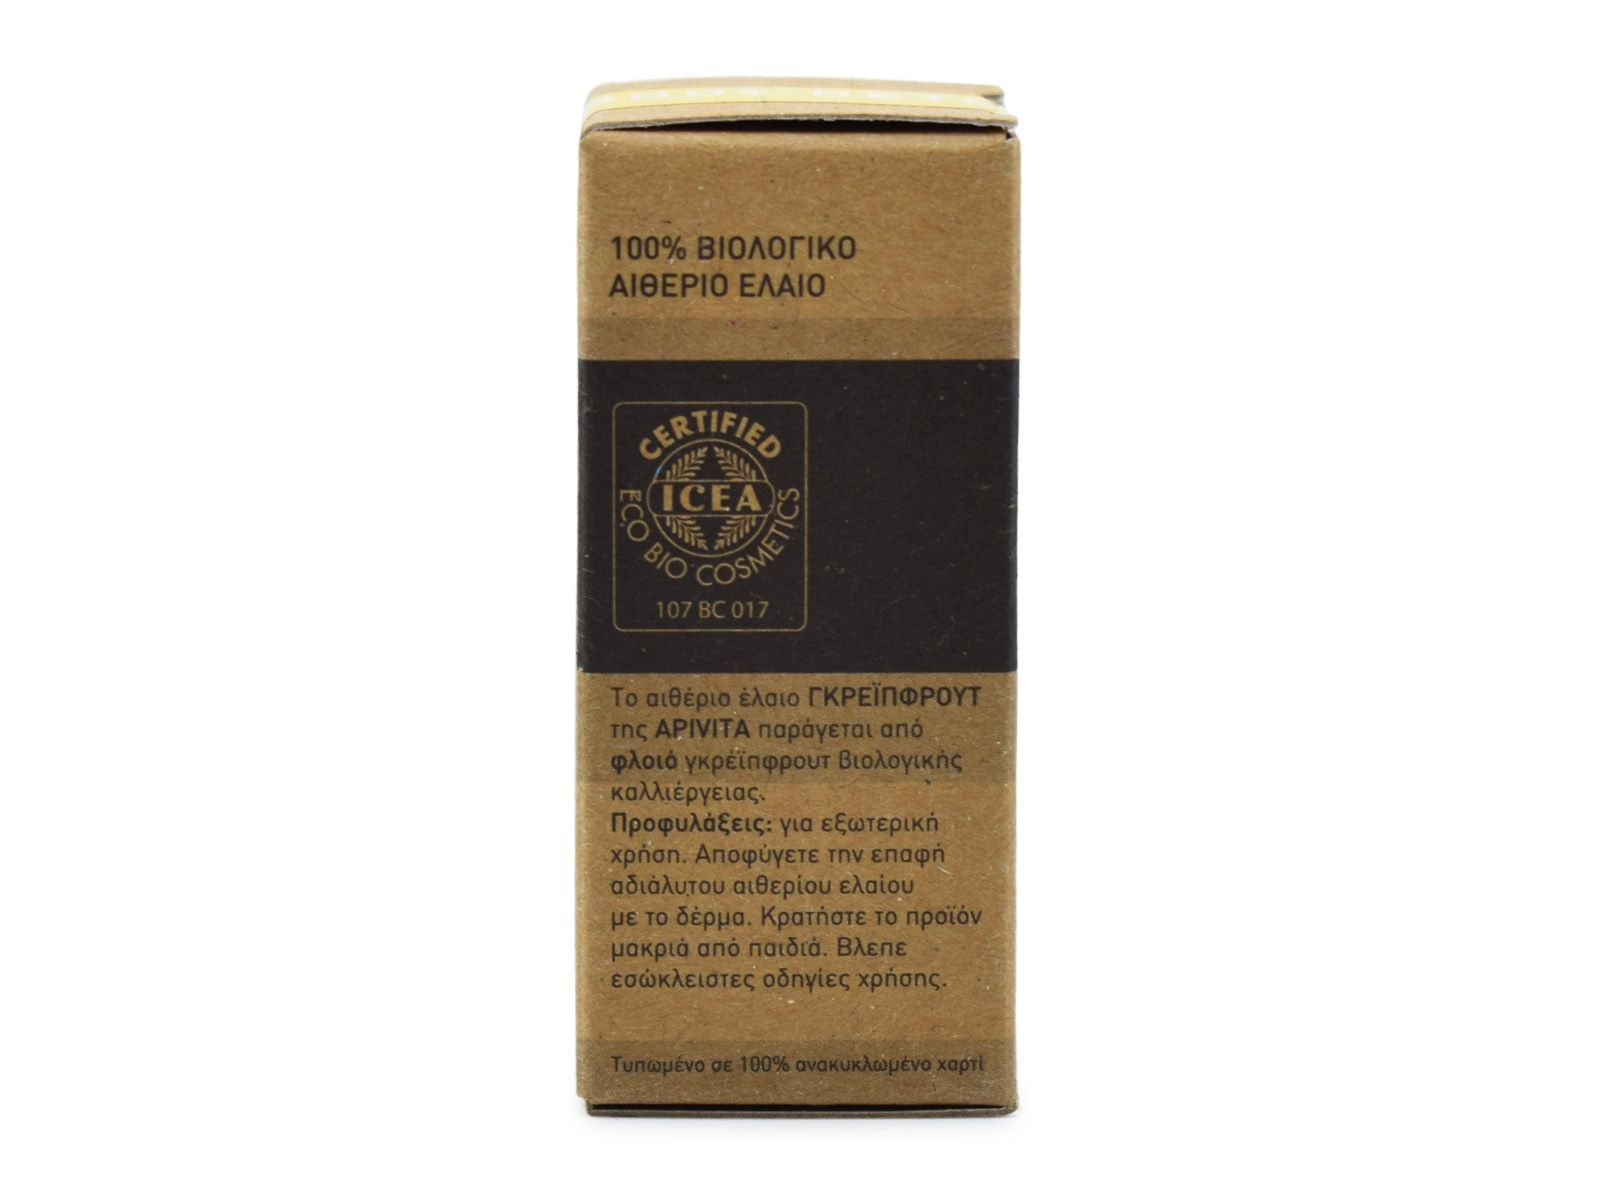 100% ΒΙΟΛΟΓΙΚΟ
ΑΙΘΕΡΙΟ ΕΛΑΙΟ
CERTIFIED
ICEA
ECO BIO COSMETICS
107 BC 017
Το αιθέριο έλαιο ΓΚΡΕΪΠΦΡΟΥΤ
της APIVITA παράγεται από
φλοιό γκρέϊπφρουτ βιολογικής
καλλιέργειας.
Προφυλάξεις: για εξωτερική
χρήση. Αποφύγετε την επαφή
αδιάλυτου αιθερίου ελαίου
με το δέρμα. Κρατήστε το προϊόν
μακριά από παιδιά. Βλεπε
εσώκλειστες οδηγίες χρήσης.
Τυπωμένο σε 100% ανακυκλωμένο χαρτί